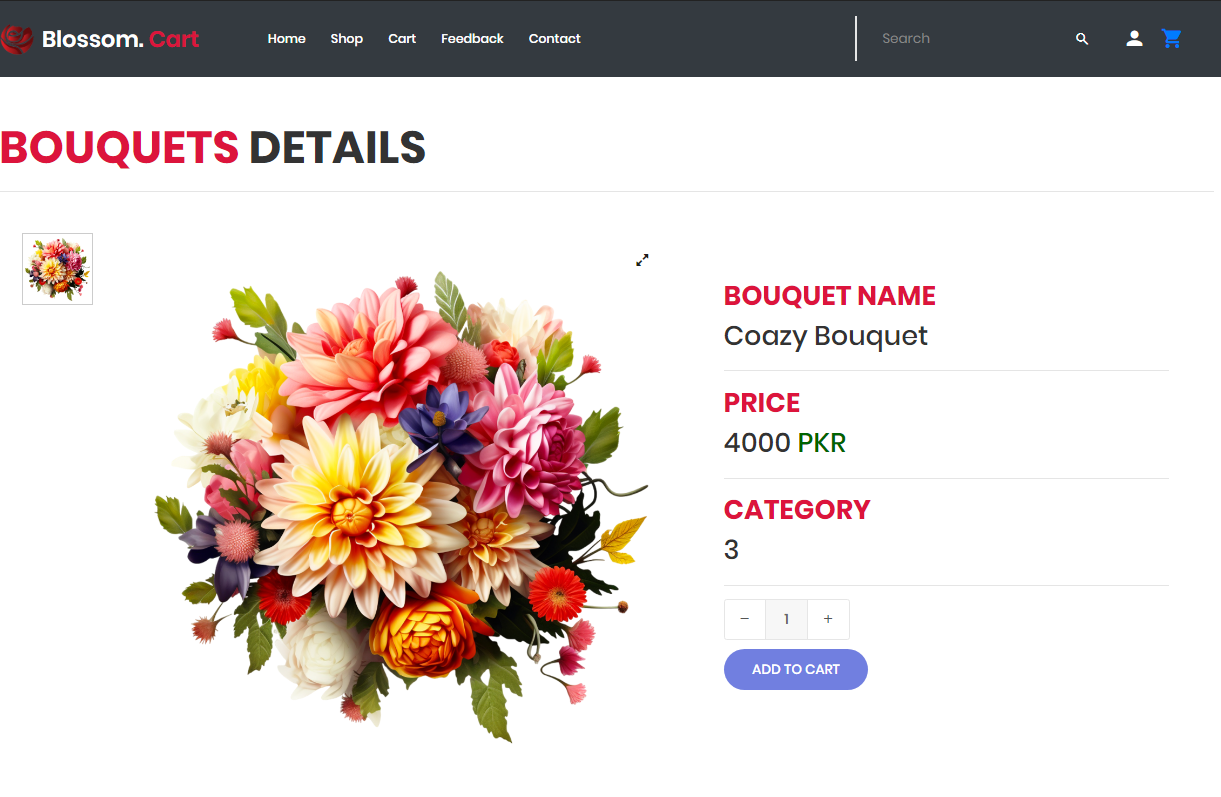 Blossom. Cart
Home Shop Cart Feedback Contact
Search
BOUQUETS DETAILS
BOUQUET NAME
Coazy Bouquet
PRICE
4000 PKR
CATEGORY
3
− 1 +
ADD TO CART